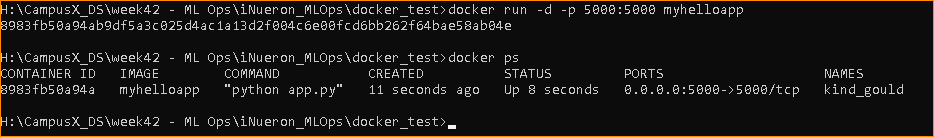 H:\CampusX_DS\week42 - ML Ops\iNueron_MLOps\docker_test>docker run -d -p 5000:5000 myhelloapp
8983fb50a94ab9df5a3c025d4ac1a13d2f004c6e00fcd6bb262f64bae58ab04e
H:\CampusX_DS\week42 - ML Ops\iNueron_MLOps\docker_test>docker ps
CONTAINER ID   IMAGE        COMMAND           CREATED          STATUS         PORTS                    NAMES
8983fb50a94a   myhelloapp   "python app.py"   11 seconds ago   Up 8 seconds   0.0.0.0:5000->5000/tcp   kind_gould
H:\CampusX_DS\week42 - ML Ops\iNueron_MLOps\docker_test>